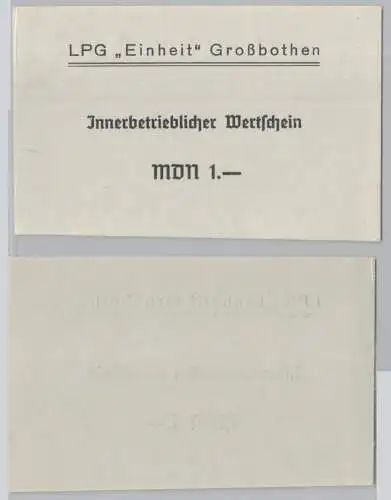 LPG „Einheit“ Großbothen
Innerbetrieblicher Wertschein
MDN 1.—